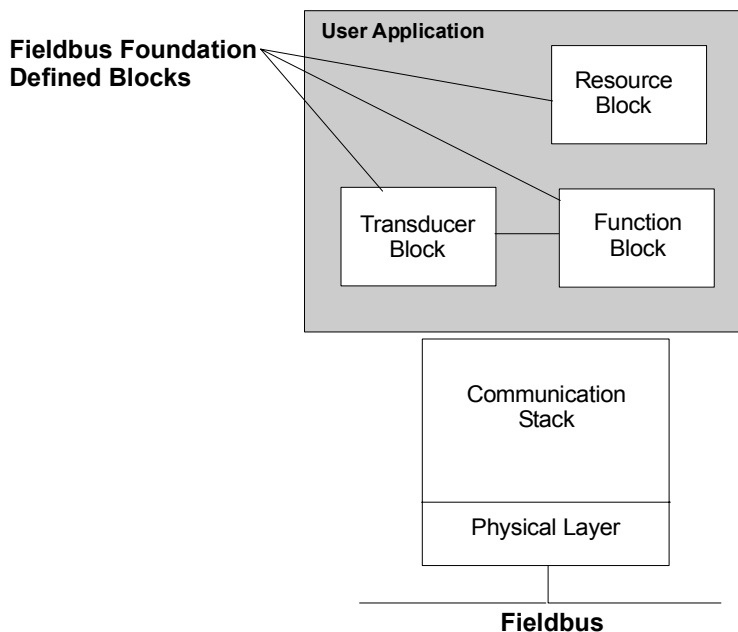 Fieldbus Foundation
Defined Blocks
User Application
Resource
Block
Transducer
Block
Function
Block
Communication
Stack
Physical Layer
Fieldbus